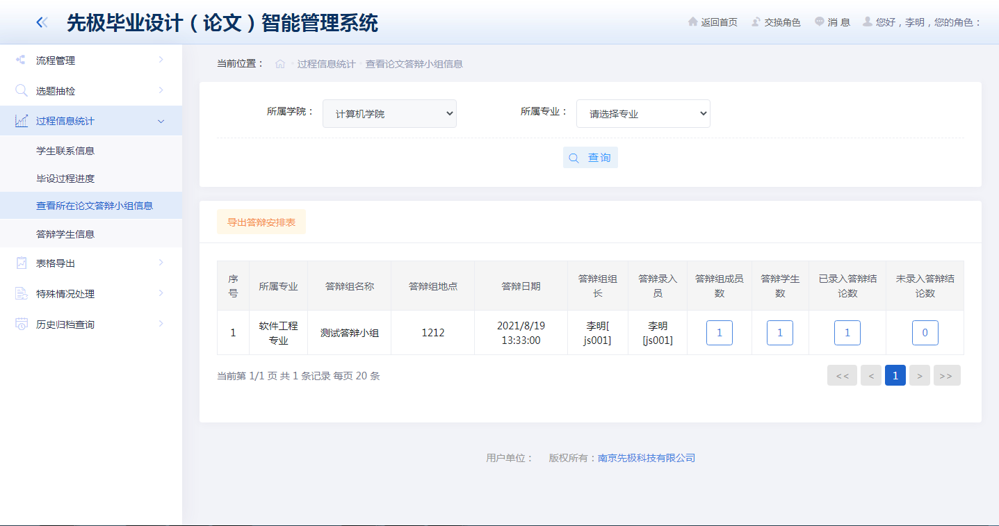 先极毕业设计（论文）智能管理系统
返回首页 交换角色 消 息 您好，李明，您的角色：
流程管理
选题抽检
过程信息统计
学生联系信息
毕设过程进度
查看所在论文答辩小组信息
答辩学生信息
表格导出
特殊情况处理
历史归档查询
当前位置： 过程信息统计 查看论文答辩小组信息
所属学院： 计算机学院 所属专业： 请选择专业
查询
导出答辩安排表
序号 所属专业 答辩组名称 答辩组地点 答辩日期 答辩组组长 答辩录入员 答辩组成员数 答辩学生数 已录入答辩结论数 未录入答辩结论数
1 软件工程专业 测试答辩小组 1212 2021/8/19 13:33:00 李明[js001] 李明[js001] 1 1 1 0
当前第 1/1 页 共 1 条记录 每页 20 条 << < 1 > >>
用户单位： 版权所有：南京先极科技有限公司